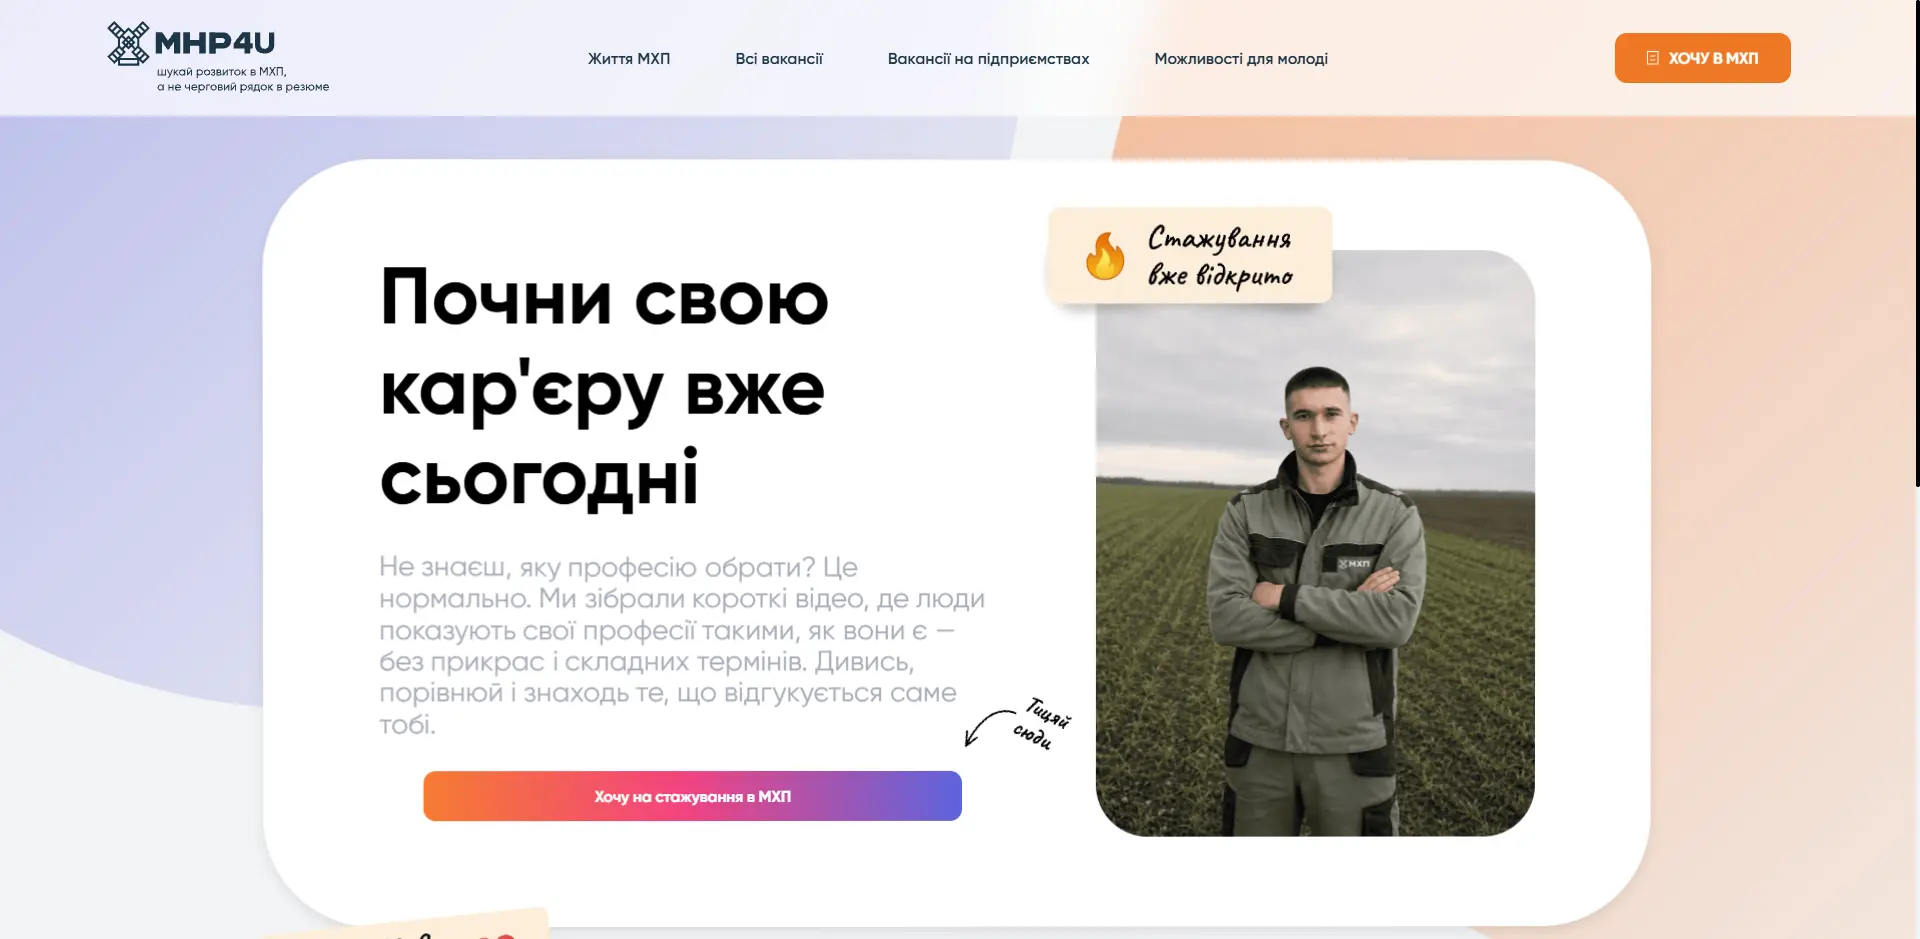 MHP4U
шукай розвиток в МХП,
а не черговий рядок в резюме
Життя МХП
Всі вакансії
Вакансії на підприємствах
Можливості для молоді
ХОЧУ В МХП
Почни свою
кар'єру вже
сьогодні
Стажування
вже відкрито
Не знаєш, яку професію обрати? Це
нормально. Ми зібрали короткі відео, де люди
показують свої професії такими, як вони є —
без прикрас і складних термінів. Дивись,
порівнюй і знаходь те, що відгукується саме
тобі.
Тицяй
сюди
Хочу на стажування в МХП
МХП